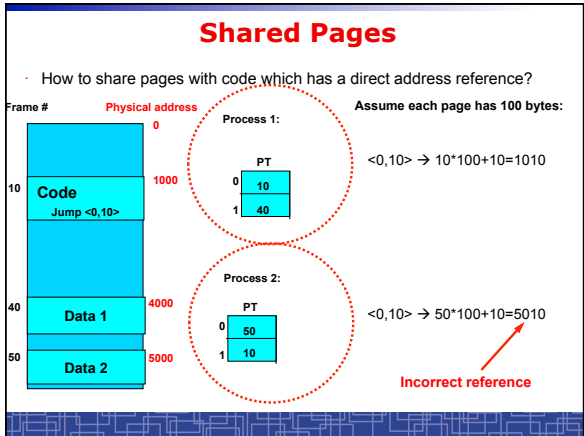 Shared Pages
· How to share pages with code which has a direct address reference?
Frame #
Physical address
0
10
Code
Jump <0,10>
1000
40
Data 1
4000
50
Data 2
5000
Process 1:
PT
0 10
1 40
Process 2:
PT
0 50
1 10
Assume each page has 100 bytes:
<0,10> → 10*100+10=1010
<0,10> → 50*100+10=5010
Incorrect reference